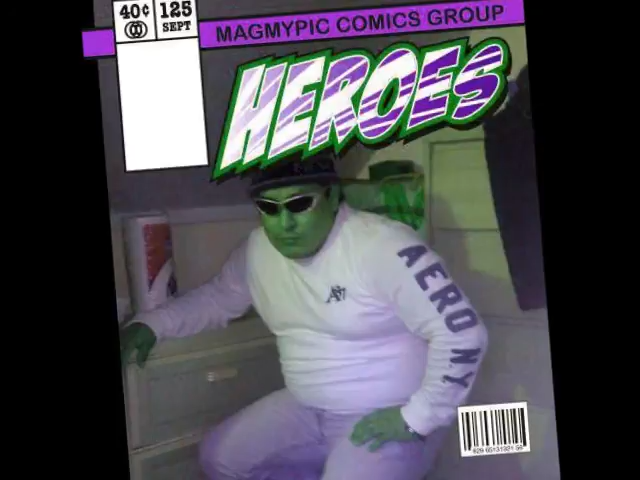 40¢
125
SEPT
MAGMYPIC COMICS GROUP
HEROES
AERO N.Y.